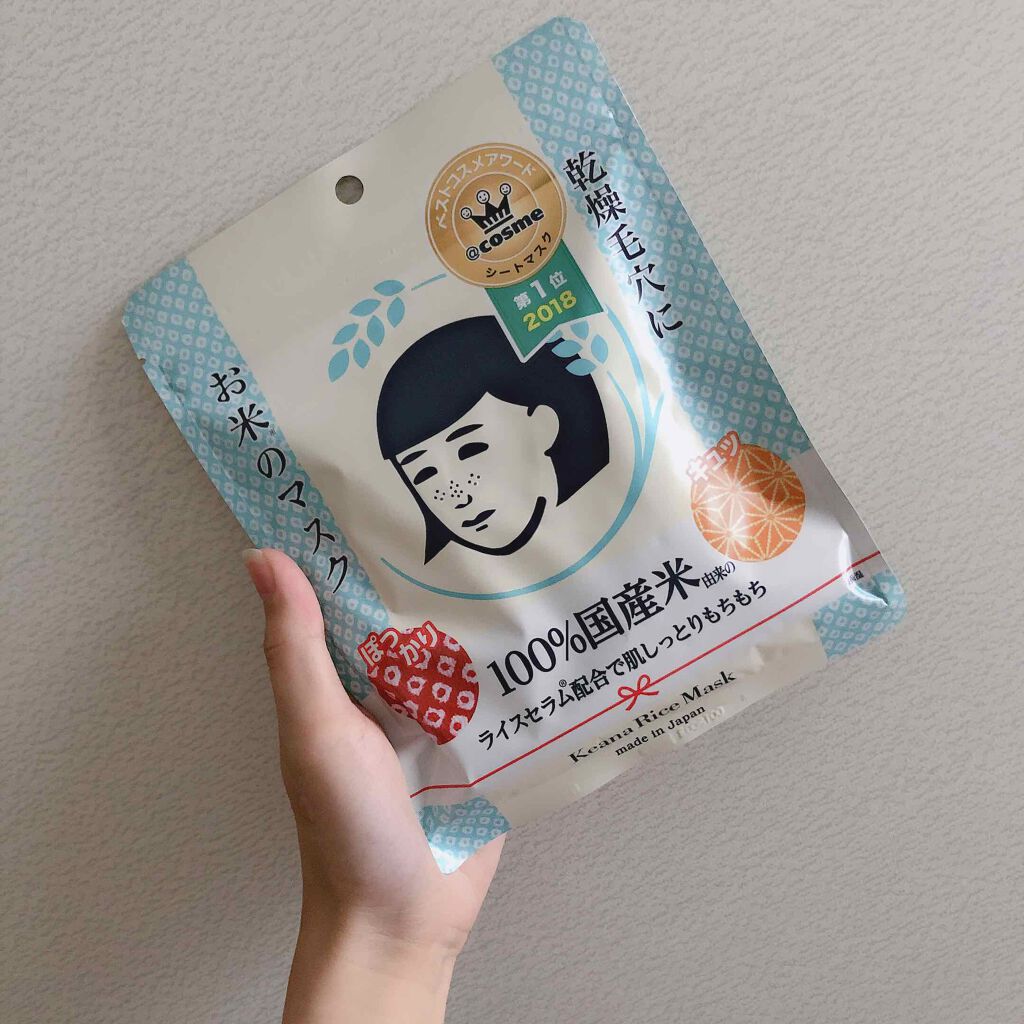 ベストコスメアワード
@cosme
シートマスク
第1位
2018
乾燥毛穴に
お米®のマスク
キュッ
ぽっかり
100%国産米由来の
ライスセラム®配合で肌しっとりもちもち
Keana Rice Mask
made in Japan